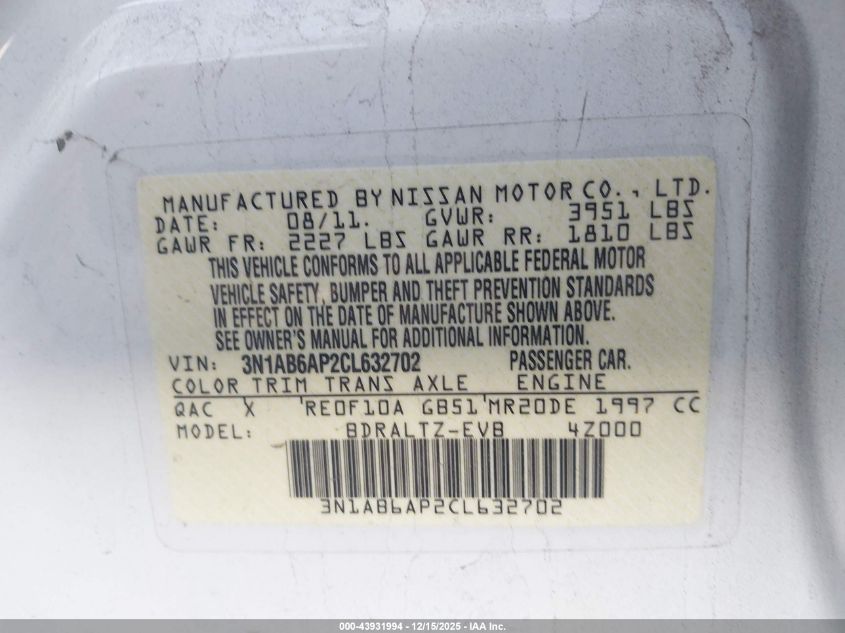 MANUFACTURED BY NISSAN MOTOR CO., LTD.
DATE: 08/11. GVWR: 3951 LBS
GAWR FR: 2227 LBS GAWR RR: 1810 LBS
THIS VEHICLE CONFORMS TO ALL APPLICABLE FEDERAL MOTOR
VEHICLE SAFETY, BUMPER AND THEFT PREVENTION STANDARDS
IN EFFECT ON THE DATE OF MANUFACTURE SHOWN ABOVE.
SEE OWNER'S MANUAL FOR ADDITIONAL INFORMATION.
VIN: 3N1AB6AP2CL632702 PASSENGER CAR.
COLOR TRIM TRANS AXLE ENGINE
QAC X RE0F10A GB51 MR20DE 1997 CC
MODEL: BDRALTZ-EVB 4Z000
3N1AB6AP2CL632702
000-43931994 - 12/15/2025 - IAA Inc.